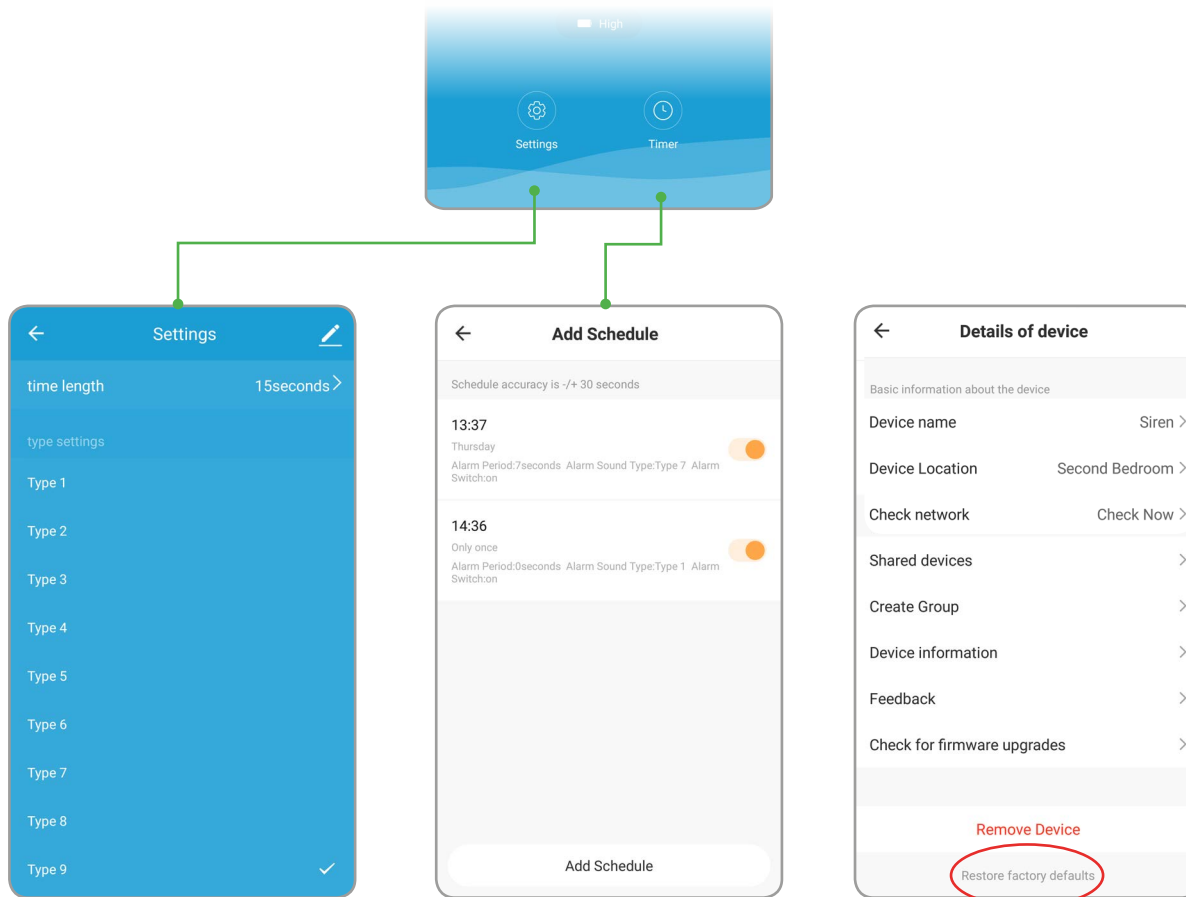 High
Settings
Timer
Settings
time length
15seconds
type settings
Type 1
Type 2
Type 3
Type 4
Type 5
Type 6
Type 7
Type 8
Type 9
Add Schedule
Schedule accuracy is -/+ 30 seconds
13:37
Thursday
Alarm Period:7seconds Alarm Sound Type:Type 7 Alarm
Switch:on
14:36
Only once
Alarm Period:0seconds Alarm Sound Type:Type 1 Alarm
Switch:on
Add Schedule
Details of device
Basic information about the device
Device name Siren
Device Location Second Bedroom
Check network Check Now
Shared devices
Create Group
Device information
Feedback
Check for firmware upgrades
Remove Device
Restore factory defaults